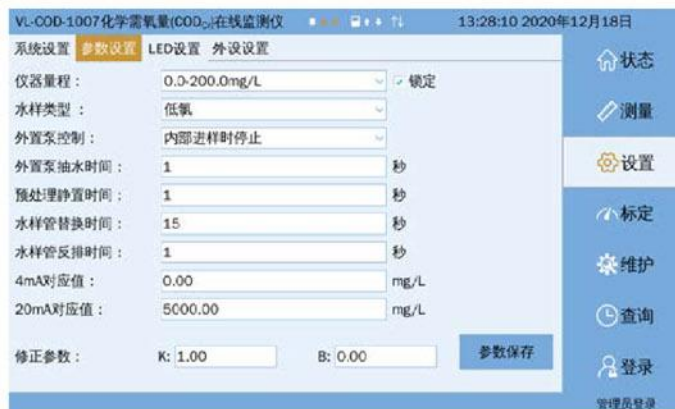 VL-COD-1007化学需氧量(CODCr)在线监测仪 13:28:10 2020年12月18日
系统设置 参数设置 LED设置 外设设置
仪器量程： 0.0-200.0mg/L 锁定
水样类型 ： 低氯
外置泵控制： 内部进样时停止
外置泵抽水时间： 1 秒
预处理静置时间： 1 秒
水样管替换时间： 15 秒
水样管反排时间： 1 秒
4mA对应值： 0.00 mg/L
20mA对应值： 5000.00 mg/L
修正参数： K: 1.00 B: 0.00 参数保存
状态
测量
设置
标定
维护
查询
登录
管理员登录